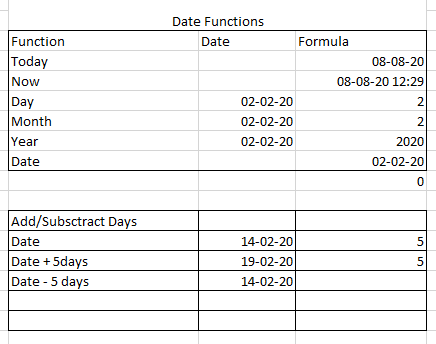 Date Functions
Function Date Formula
Today 08-08-20
Now 08-08-20 12:29
Day 02-02-20 2
Month 02-02-20 2
Year 02-02-20 2020
Date 02-02-20
0
Add/Subsctract Days
Date 14-02-20 5
Date + 5days 19-02-20 5
Date - 5 days 14-02-20